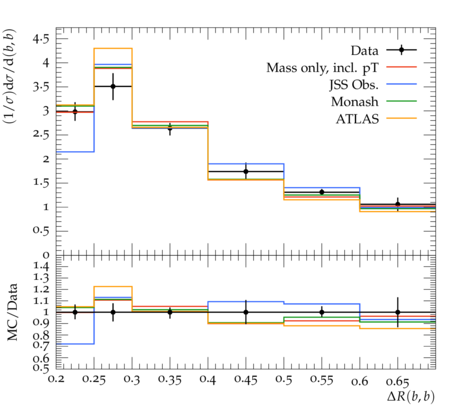 (1/σ)dσ/d(b,b)
4.5
4
3.5
3
2.5
2
1.5
1
0.5
0
Data
Mass only, incl. pT
JSS Obs.
Monash
ATLAS
MC/Data
1.4
1.3
1.2
1.1
1
0.9
0.8
0.7
0.6
0.5
0.2 0.25 0.3 0.35 0.4 0.45 0.5 0.55 0.6 0.65
ΔR(b,b)